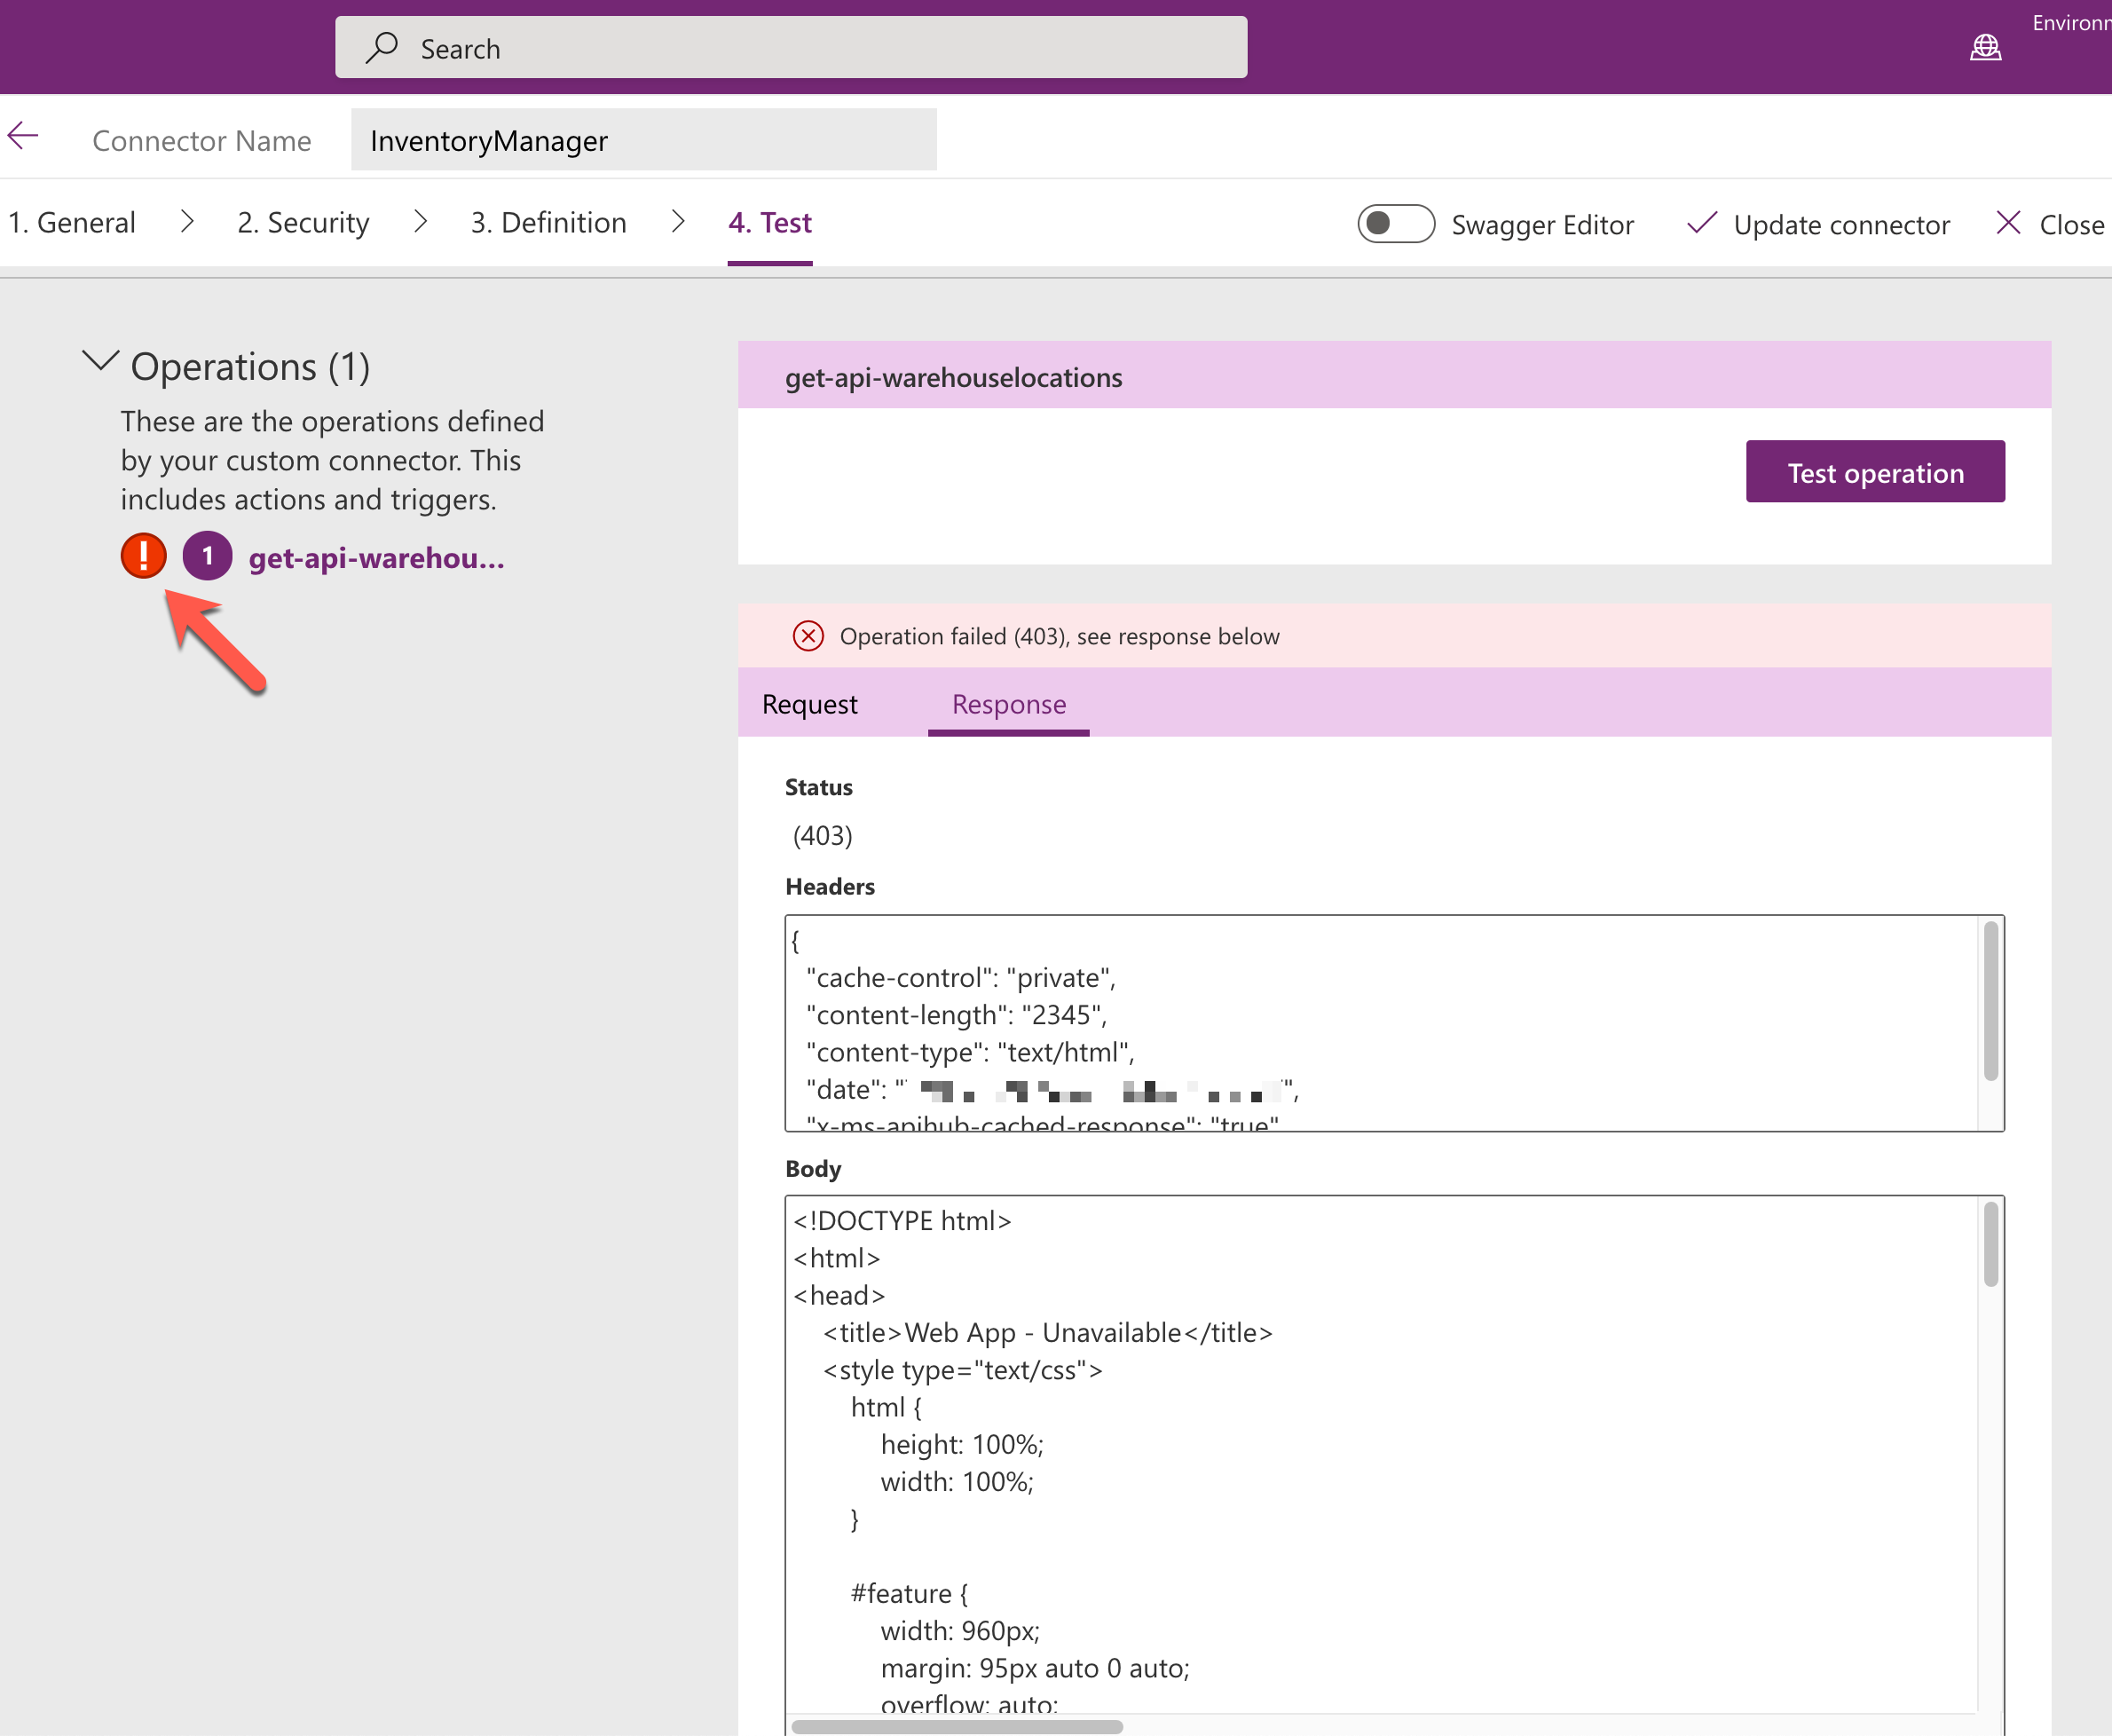 Search
Environm
Connector Name
InventoryManager
1. General
2. Security
3. Definition
4. Test
Swagger Editor
Update connector
Close
Operations (1)
These are the operations defined
by your custom connector. This
includes actions and triggers.
1
get-api-warehou...
get-api-warehouselocations
Test operation
Operation failed (403), see response below
Request
Response
Status
(403)
Headers
{
"cache-control": "private",
"content-length": "2345",
"content-type": "text/html",
"date": "
",
"x-ms-apihub-cached-response": "true"
Body
<!DOCTYPE html>
<html>
<head>
<title>Web App - Unavailable</title>
<style type="text/css">
html {
height: 100%;
width: 100%;
}
#feature {
width: 960px;
margin: 95px auto 0 auto;
overflow: auto;